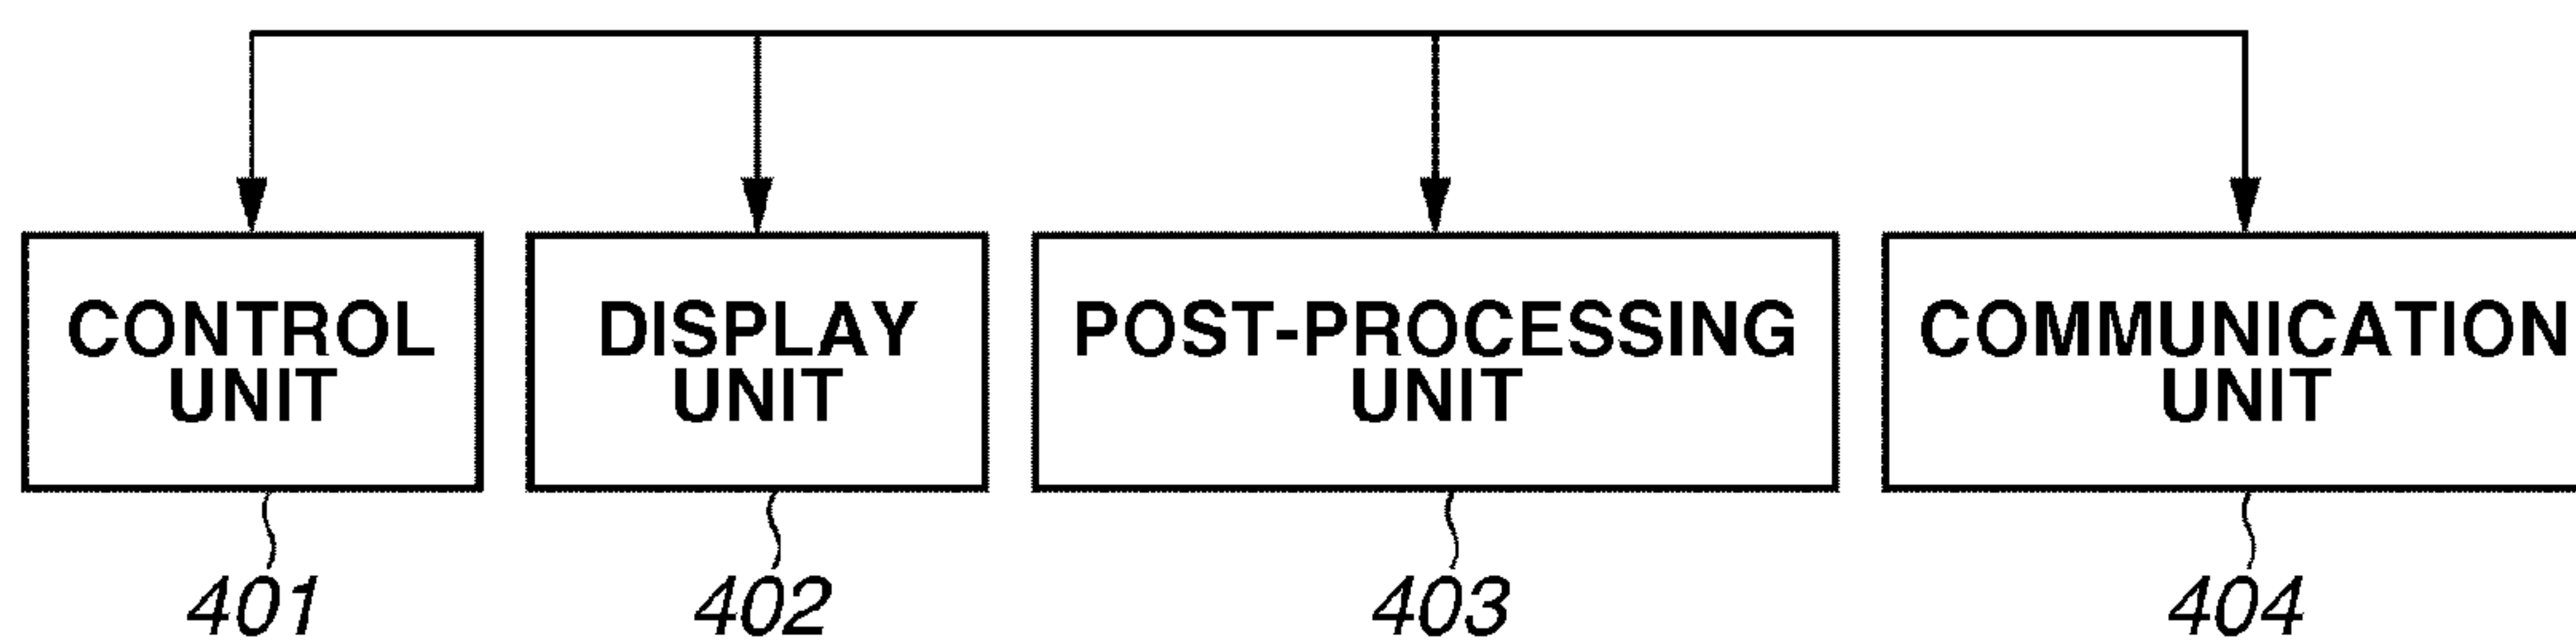 CONTROL
UNIT
DISPLAY
UNIT
POST-PROCESSING
UNIT
COMMUNICATION
UNIT
401
402
403
404